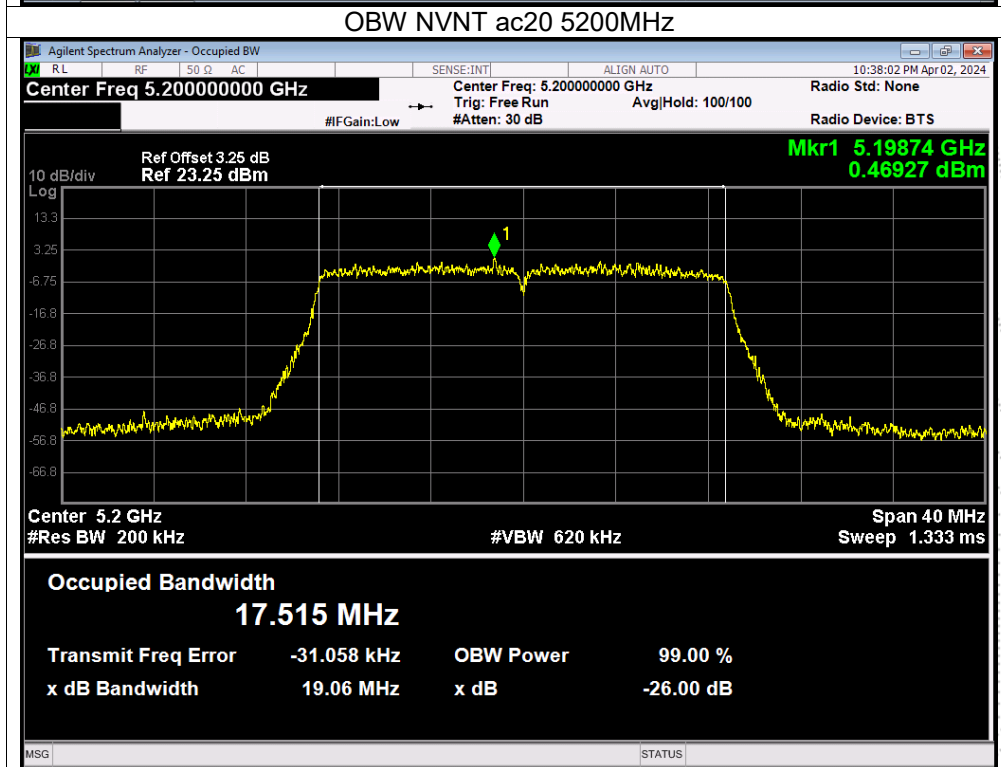 OBW NVNT ac20 5200MHz
Agilent Spectrum Analyzer - Occupied BW
LXI RL RF 50 Ω AC SENSE:INT ALIGN AUTO 10:38:02 PM Apr 02, 2024
Center Freq 5.200000000 GHz Center Freq: 5.200000000 GHz Radio Std: None
Trig: Free Run Avg|Hold: 100/100
#IFGain:Low #Atten: 30 dB Radio Device: BTS
Mkr1 5.19874 GHz
0.46927 dBm
Ref Offset 3.25 dB
10 dB/div Ref 23.25 dBm
Log
13.3
1
3.25
-6.75
-16.8
-26.8
-36.8
-46.8
-56.8
-66.8
Center 5.2 GHz Span 40 MHz
#Res BW 200 kHz #VBW 620 kHz Sweep 1.333 ms
Occupied Bandwidth
17.515 MHz
Transmit Freq Error -31.058 kHz OBW Power 99.00 %
x dB Bandwidth 19.06 MHz x dB -26.00 dB
MSG STATUS